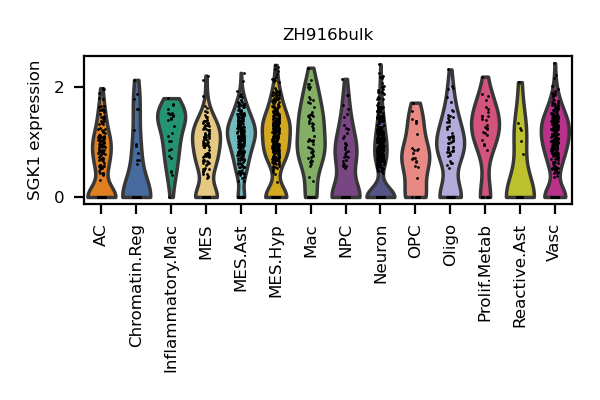 ZH916bulk
SGK1 expression
2
0
AC
Chromatin.Reg
Inflammatory.Mac
MES
MES.Ast
MES.Hyp
Mac
NPC
Neuron
OPC
Oligo
Prolif.Metab
Reactive.Ast
Vasc